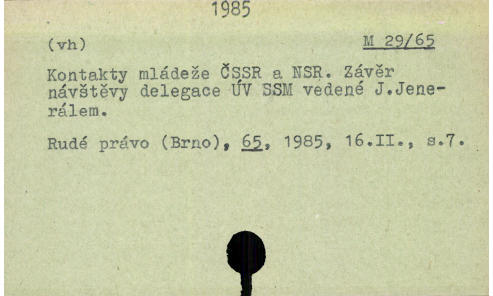 1985
(vh) M 29/65
Kontakty mládeže ČSSR a NSR. Závěr
návštěvy delegace ÚV SSM vedené J.Jene-
rálem.
Rudé právo (Brno), 65, 1985, 16.II., s.7.